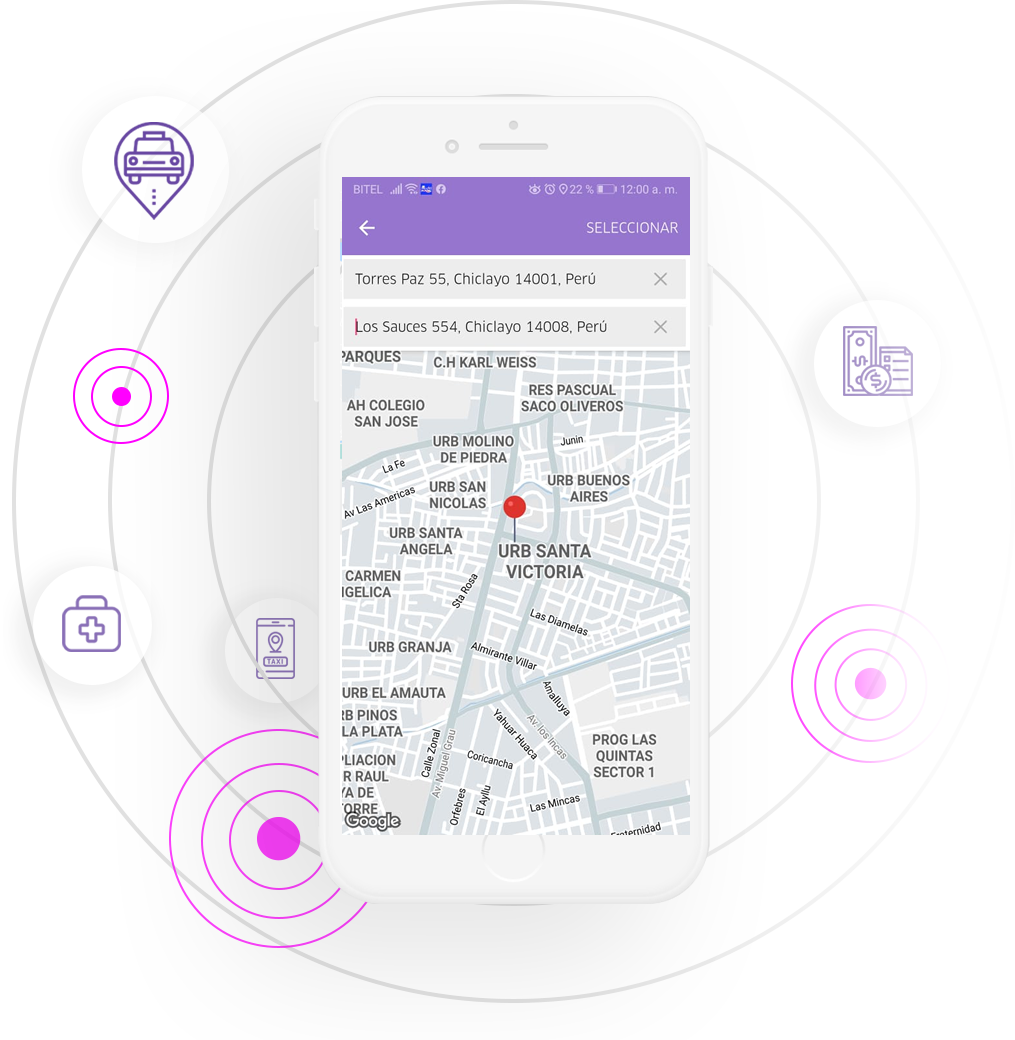 BITEL 22 % 12:00 a. m.
SELECCIONAR
Torres Paz 55, Chiclayo 14001, Perú
Los Sauces 554, Chiclayo 14008, Perú
PARQUES
C.H KARL WEISS
RES PASCUAL
SACO OLIVEROS
AH COLEGIO
SAN JOSE
URB MOLINO
DE PIEDRA
Junin
La Fe
URB SAN
NICOLAS
URB BUENOS
AIRES
Av Las Americas
URB SANTA
ANGELA
URB SANTA
VICTORIA
CARMEN
NGELICA
Sta Rosa
Las Diamelas
URB GRANJA
Almirante Villar
URB EL AMAUTA
Amalluya
RB PINOS
LA PLATA
Yahuar Huaca
Av. los Incas
Calle Zonal
Av. Miguel Grau
PROG LAS
QUINTAS
SECTOR 1
PLIACION
R RAUL
YA DE
TORRE
Coricancha
Orfebres
El Ayllu
Las Mincas
Fraternidad
Google
TAXI